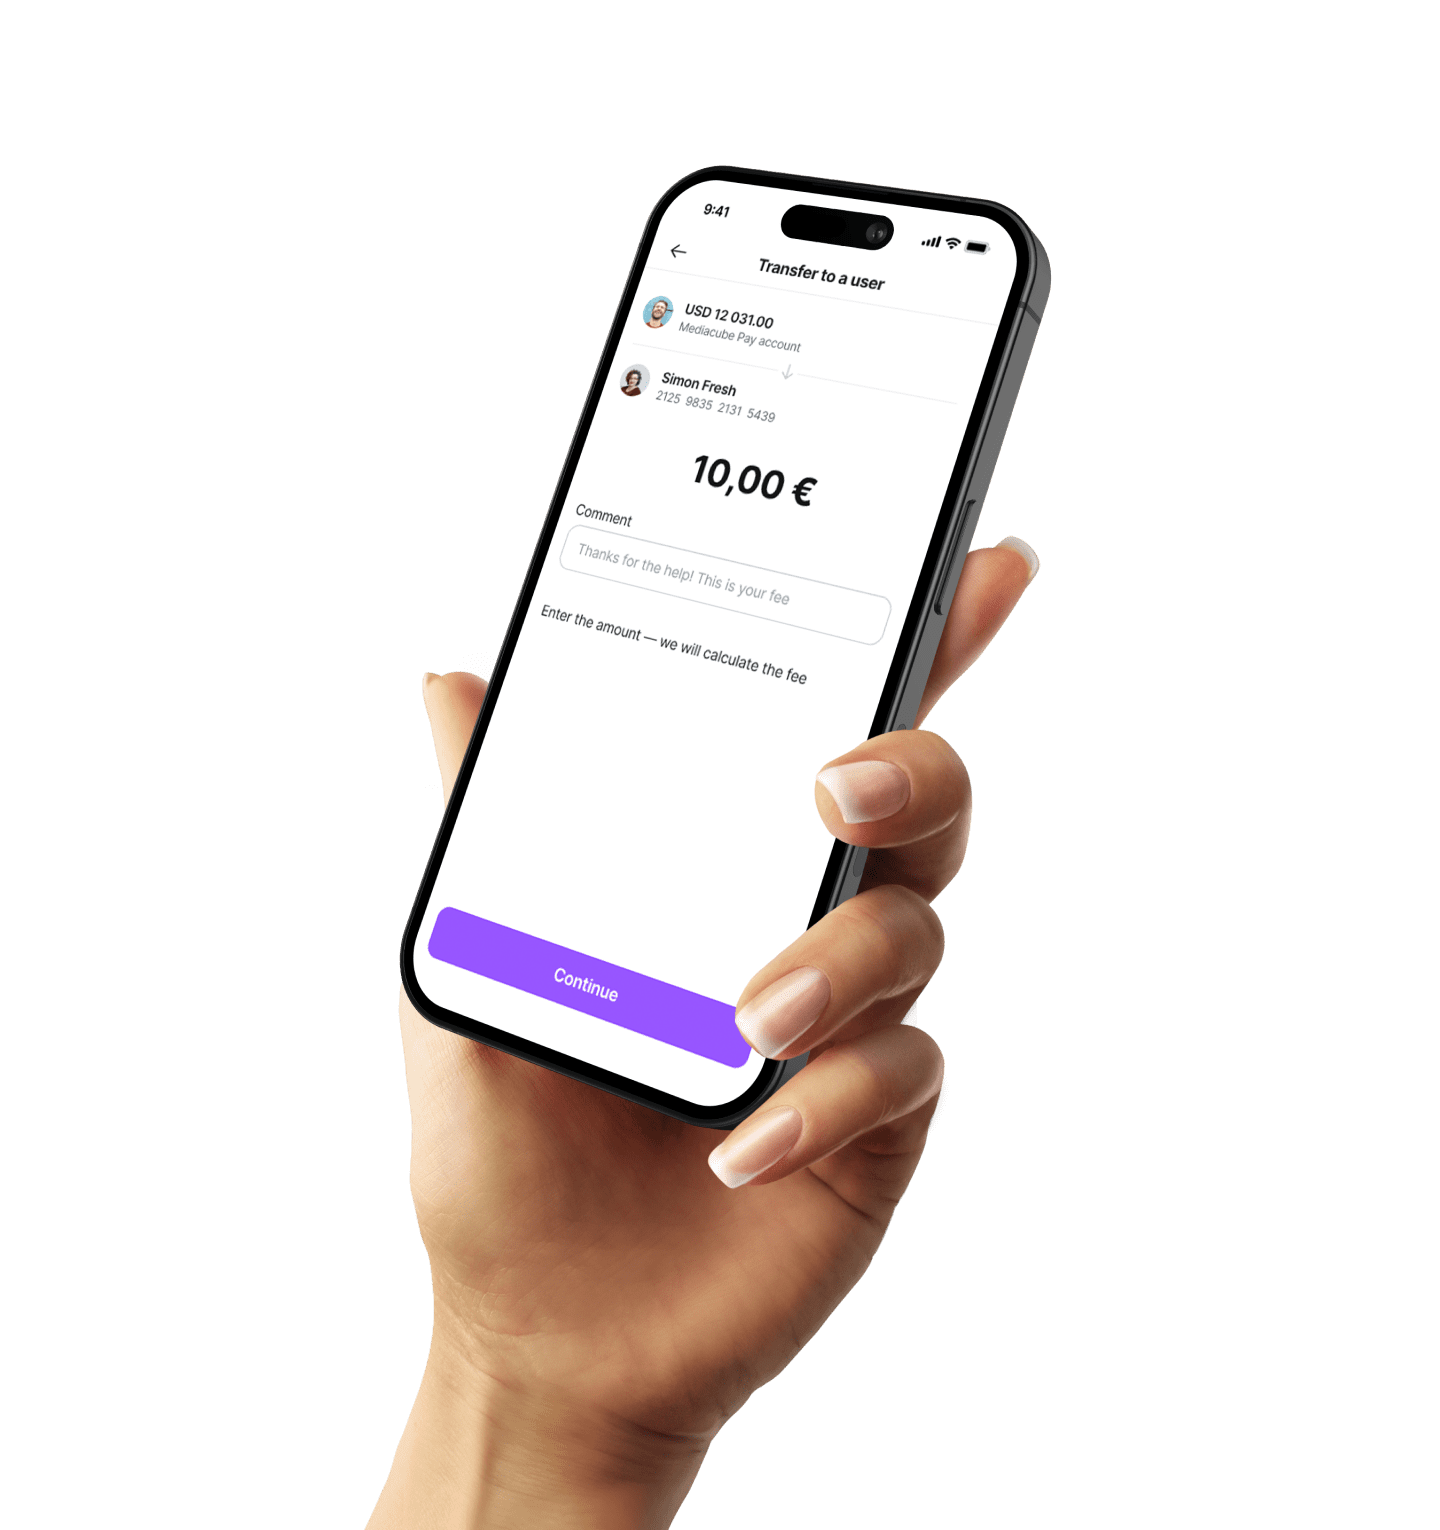 9:41
Transfer to a user
USD 12 031.00
Mediacube Pay account
Simon Fresh
2125 9835 2131 5439
10,00 €
Comment
Thanks for the help! This is your fee
Enter the amount — we will calculate the fee
Continue